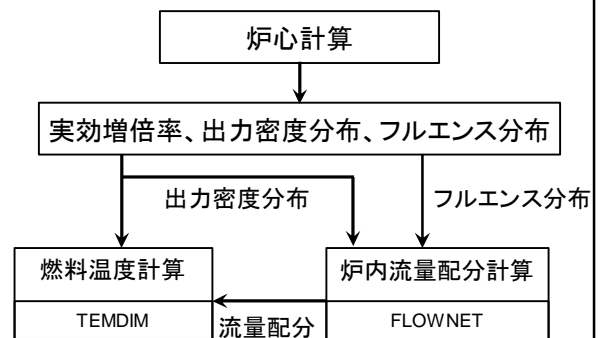 炉心計算
実効増倍率、出力密度分布、フルエンス分布
出力密度分布
フルエンス分布
燃料温度計算
炉内流量配分計算
TEMDIM
流量配分
FLOWNET